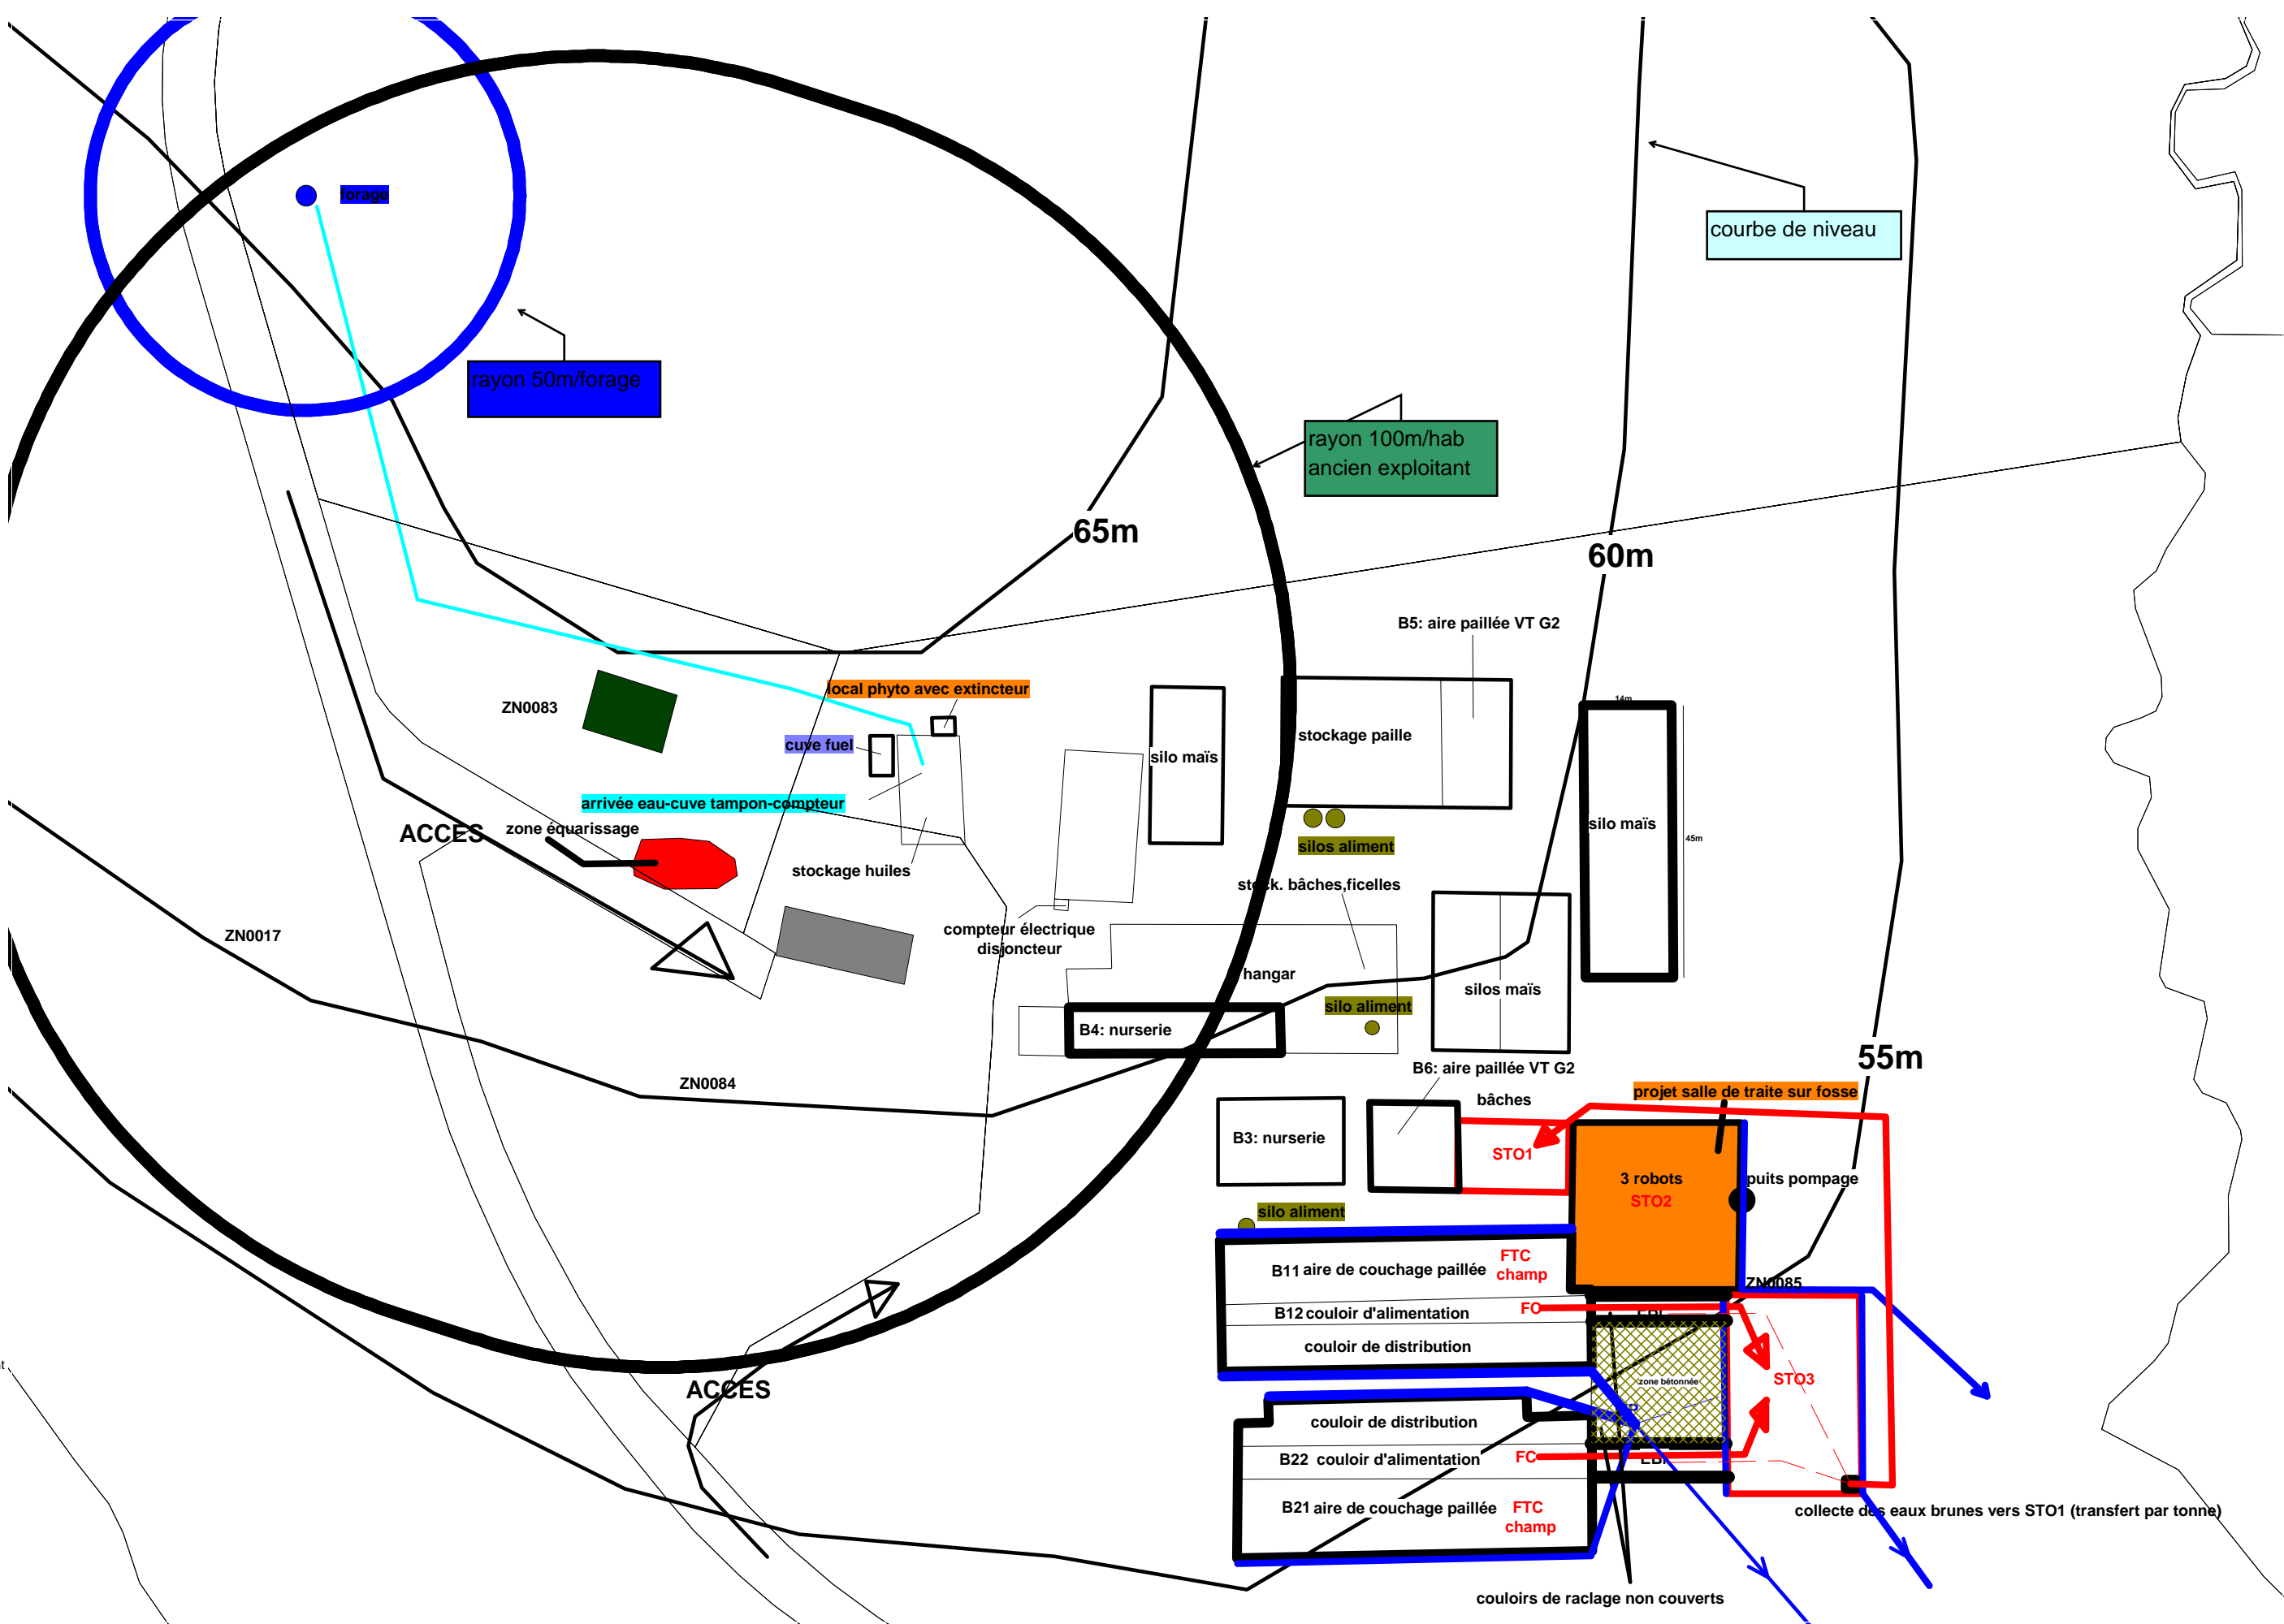 forage
courbe de niveau
rayon 50m/forage
rayon 100m/hab
ancien exploitant
65m
60m
B5: aire paillée VT G2
local phyto avec extincteur
14m
ZN0083
cuve fuel
silo maïs
stockage paille
arrivée eau-cuve tampon-compteur
ACCES
zone équarissage
silo maïs
45m
silos aliment
stockage huiles
stock. bâches,ficelles
ZN0017
compteur électrique
disjoncteur
hangar
silos maïs
silo aliment
B4: nurserie
55m
B6: aire paillée VT G2
ZN0084
bâches
projet salle de traite sur fosse
B3: nurserie
STO1
3 robots
puits pompage
STO2
silo aliment
FTC
champ
B11 aire de couchage paillée
ZN0085
B12 couloir d'alimentation
FO
couloir de distribution
zone bétonnée
STO3
ACCES
couloir de distribution
B22 couloir d'alimentation
FC
B21 aire de couchage paillée
FTC
champ
collecte des eaux brunes vers STO1 (transfert par tonne)
couloirs de raclage non couverts